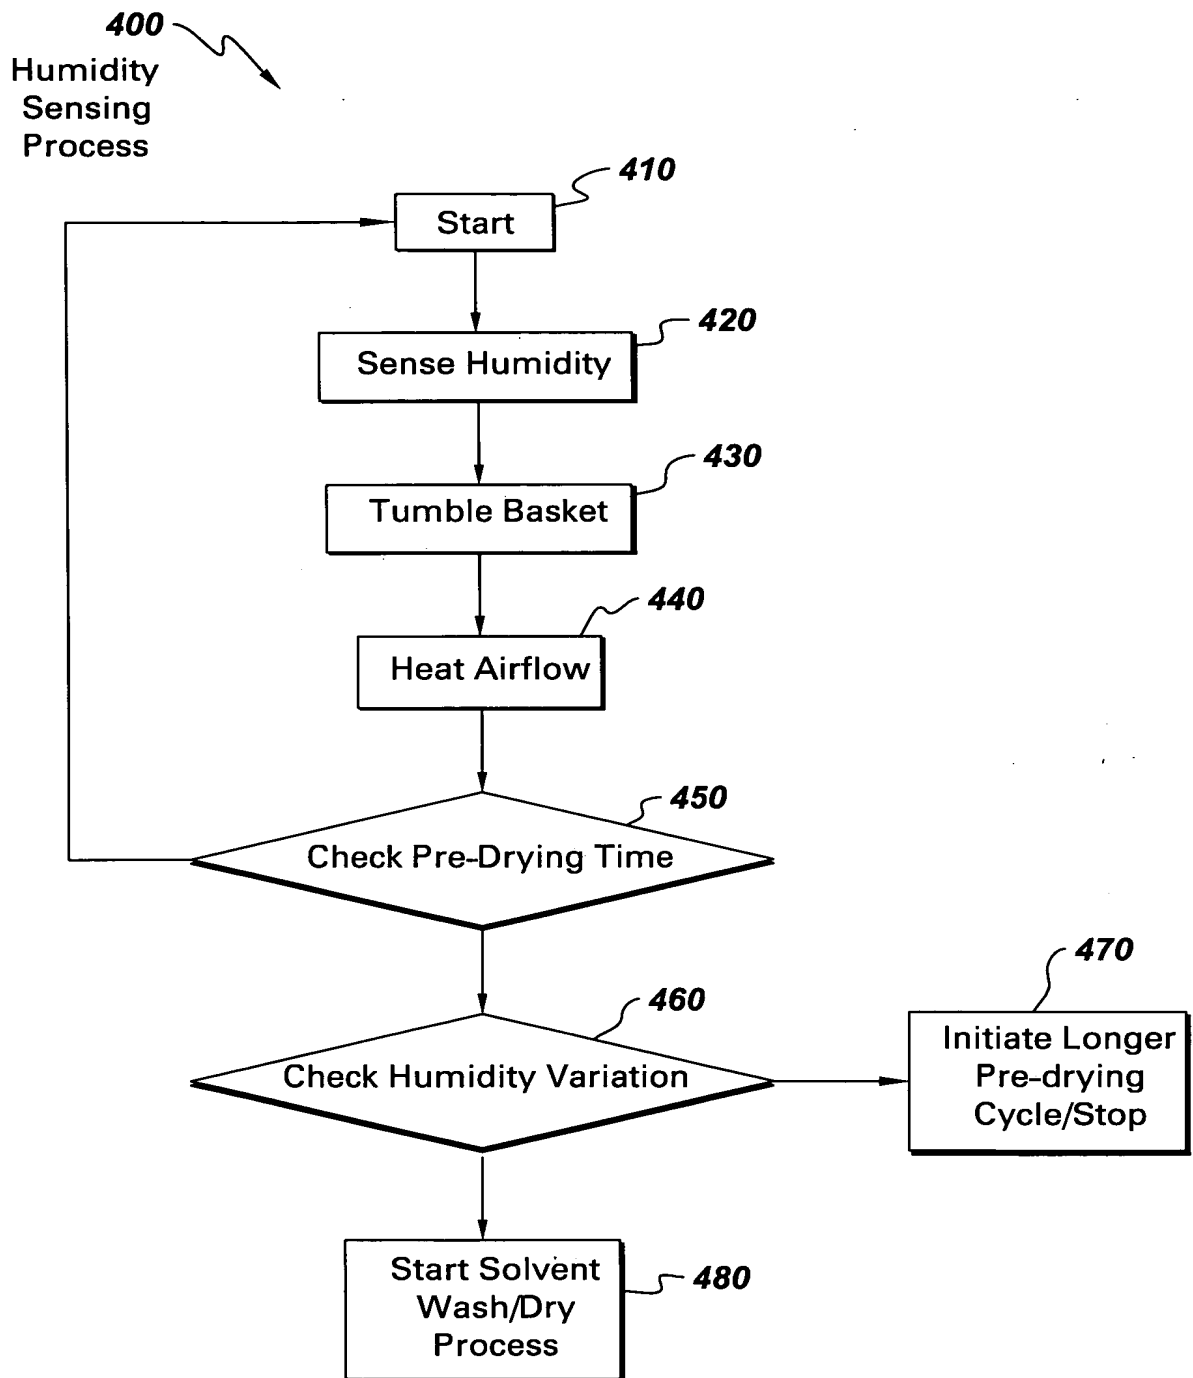 400
Humidity
Sensing
Process
410
Start
420
Sense Humidity
430
Tumble Basket
440
Heat Airflow
450
Check Pre-Drying Time
460
Check Humidity Variation
470
Initiate Longer
Pre-drying
Cycle/Stop
Start Solvent
Wash/Dry
Process
480